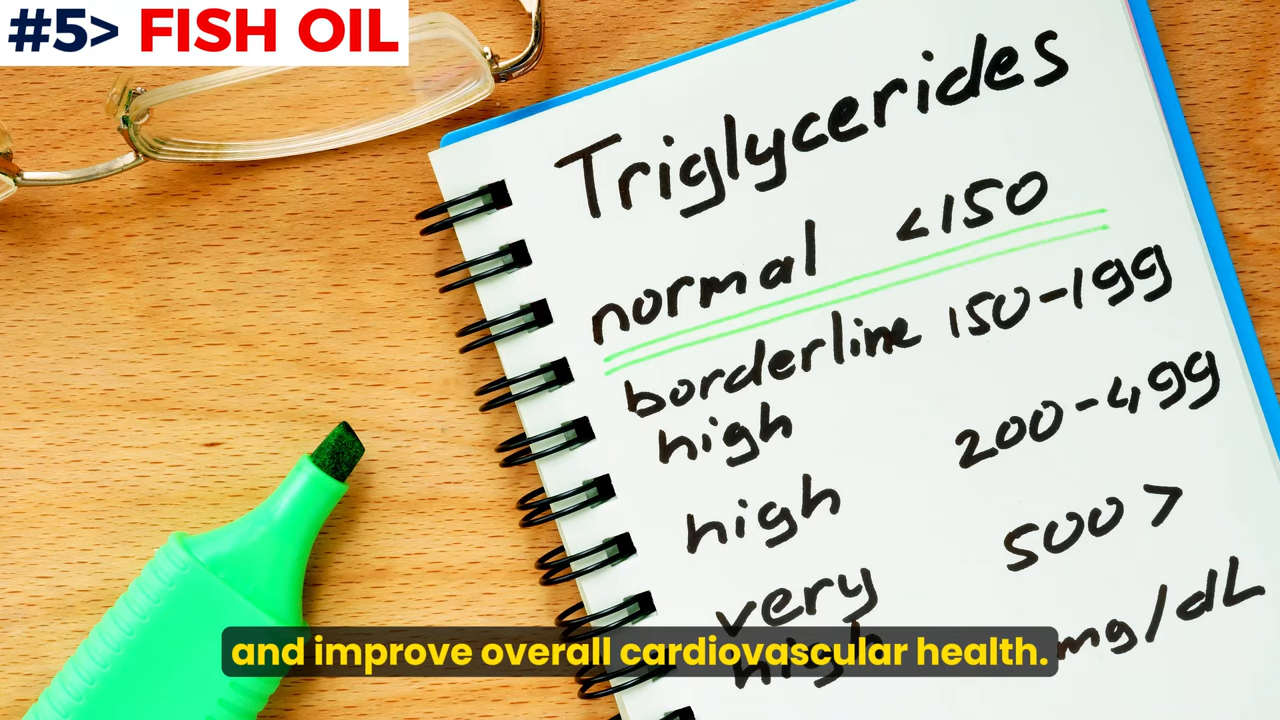 #5> FISH OIL
Triglycerides
normal <150
borderline 150-199
high
high 200-499
very 500>
high mg/dL
and improve overall cardiovascular health.